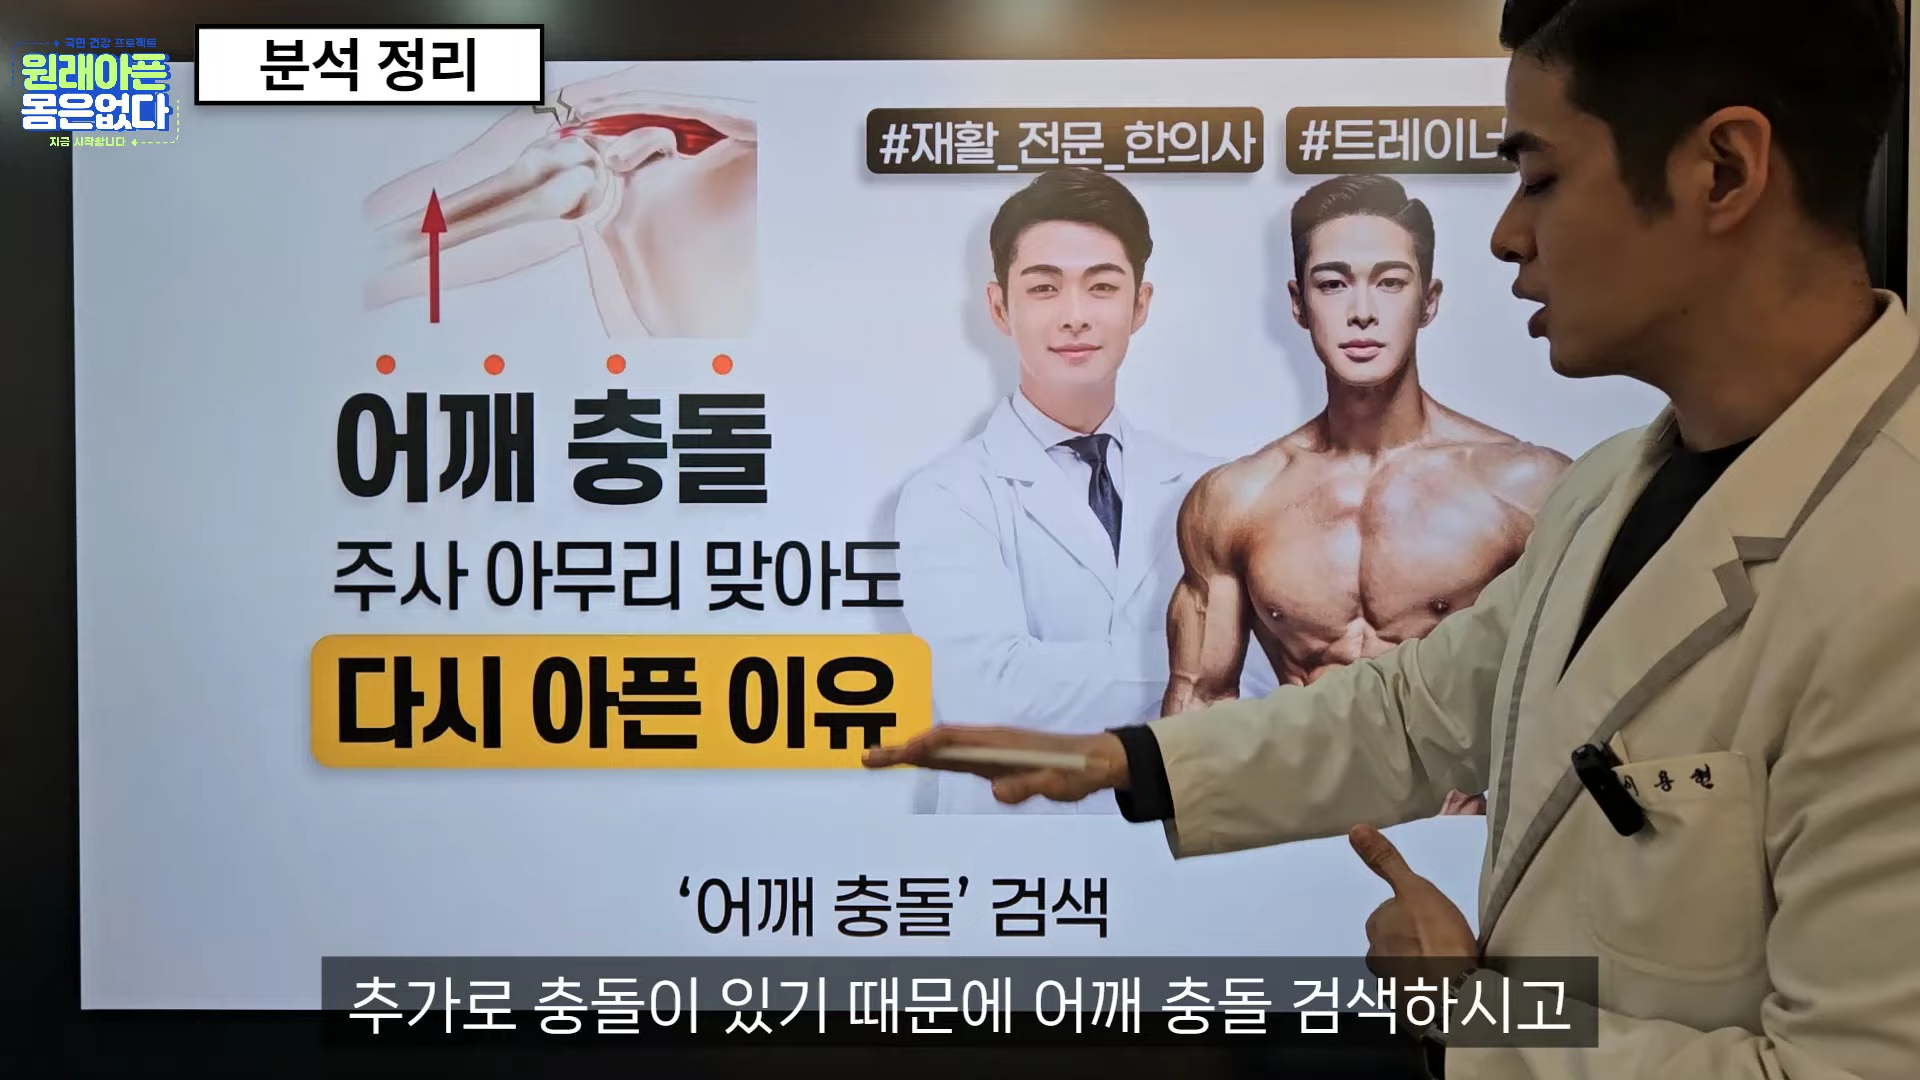 국민 건강 프로젝트
원래아픈
몸은없다
지금 시작합니다
분석 정리
#재활_전문_한의사
#트레이너
어깨 충돌
주사 아무리 맞아도
다시 아픈 이유
‘어깨 충돌’ 검색
이용현
추가로 충돌이 있기 때문에 어깨 충돌 검색하시고